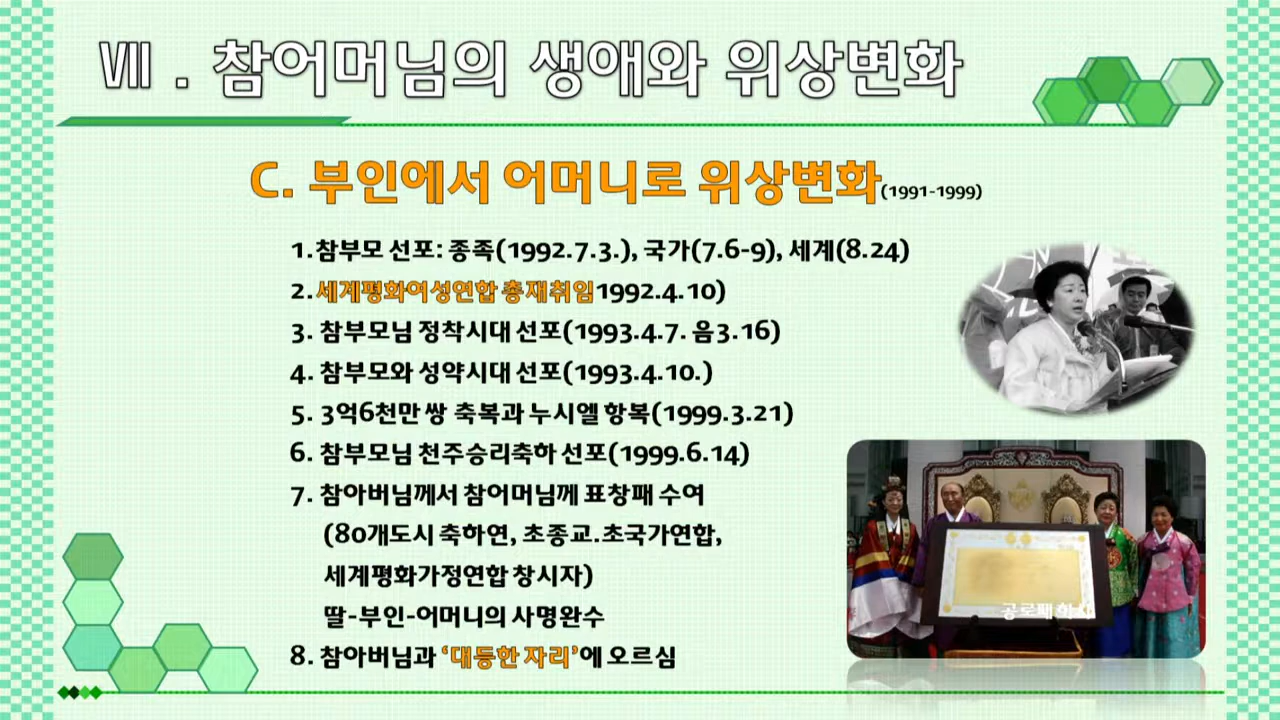 Ⅶ . 참어머님의 생애와 위상변화
C. 부인에서 어머니로 위상변화(1991-1999)
1.참부모 선포: 종족(1992.7.3.), 국가(7.6-9), 세계(8.24)
2.세계평화여성연합 총재취임1992.4.10)
3. 참부모님 정착시대 선포(1993.4.7. 음3.16)
4. 참부모와 성약시대 선포(1993.4.10.)
5. 3억6천만 쌍 축복과 누시엘 항복(1999.3.21)
6. 참부모님 천주승리축하 선포(1999.6.14)
7. 참아버님께서 참어머님께 표창패 수여
(80개도시 축하연, 초종교.초국가연합,
세계평화가정연합 창시자)
딸-부인-어머니의 사명완수
8. 참아버님과 ‘대등한 자리’에 오르심
공로패 하사